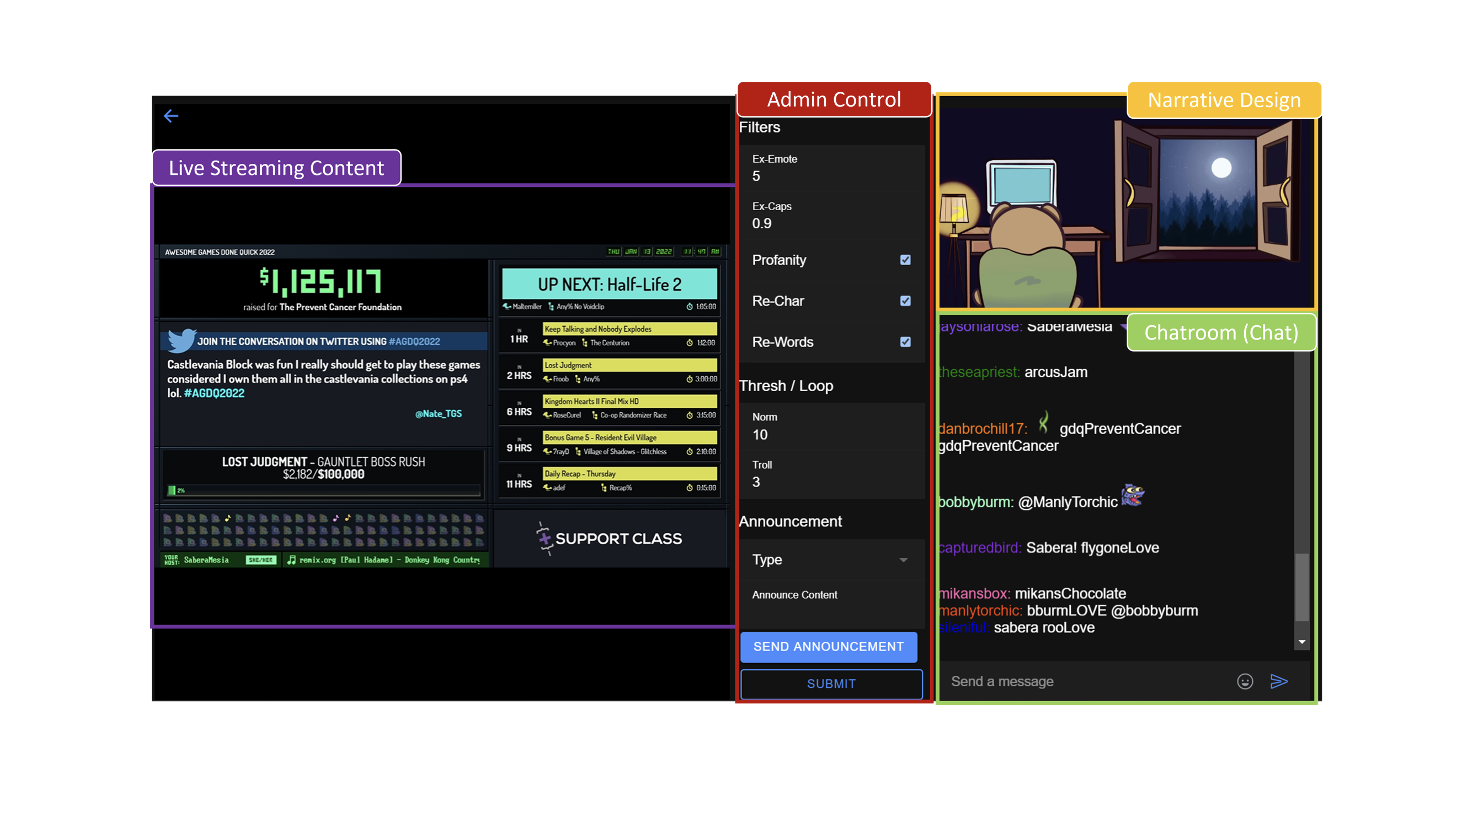 Live Streaming Content
AWESOME GAMES DONE QUICK 2022
THU JAN 13 2022 11 47 AM
$1,125,117
raised for The Prevent Cancer Foundation
JOIN THE CONVERSATION ON TWITTER USING #AGDQ2022
Castlevania Block was fun I really should get to play these games
considered I own them all in the castlevania collections on ps4
lol. #AGDQ2022
@Nate_TGS
LOST JUDGMENT - GAUNTLET BOSS RUSH
$2,182/$100,000
2%
YOUR HOST: SaberaMesia SHE/HER remix.org [Paul Hadame] - Donkey Kong Country
UP NEXT: Half-Life 2
Maltemller Any% No Voidclip 1:05:00
IN 1 HR
Keep Talking and Nobody Explodes
Procyon The Centurion 1:12:00
IN 2 HRS
Lost Judgment
Froob Any% 3:00:00
IN 6 HRS
Kingdom Hearts II Final Mix HD
RoseCurel Co-op Randomizer Race 3:15:00
IN 9 HRS
Bonus Game 5 - Resident Evil Village
7rayD Village of Shadows - Glitchless 2:10:00
IN 11 HRS
Daily Recap - Thursday
adef Recap% 0:15:00
SUPPORT CLASS
Admin Control
Filters
Ex-Emote
5
Ex-Caps
0.9
Profanity
Re-Char
Re-Words
Thresh / Loop
Norm
10
Troll
3
Announcement
Type
Announce Content
SEND ANNOUNCEMENT
SUBMIT
Narrative Design
Chatroom (Chat)
aysoniarose: SaberaMesia
theseapriest: arcusJam
danbrochill17: gdqPreventCancer
gdqPreventCancer
bobbyburm: @ManlyTorchic
capturedbird: Sabera! flygoneLove
mikansbox: mikansChocolate
manlytorchic: bburmLOVE @bobbyburm
sabera rooLove
Send a message